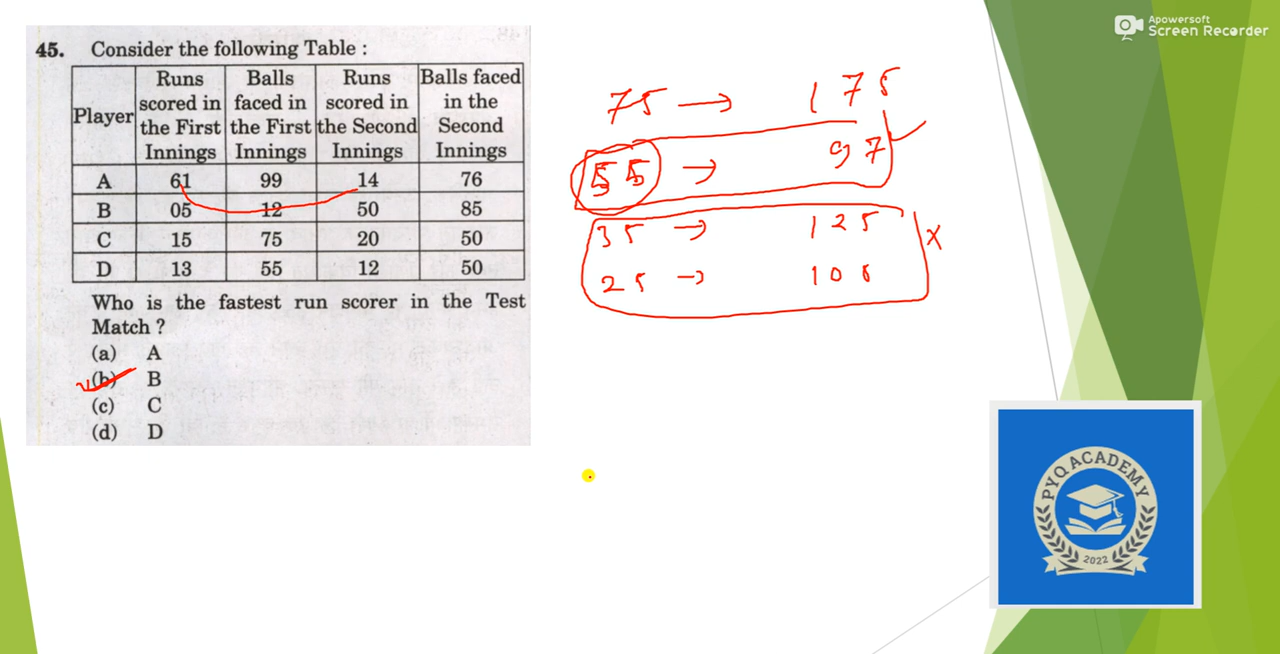 Apowersoft
Screen Recorder
45. Consider the following Table :
Player | Runs scored in the First Innings | Balls faced in the First Innings | Runs scored in the Second Innings | Balls faced in the Second Innings
A 61 99 14 76
B 05 12 50 85
C 15 75 20 50
D 13 55 12 50
Who is the fastest run scorer in the Test
Match ?
(a) A
(b) B
(c) C
(d) D
75 → 175
55 → 97
35 → 125
25 → 105
PYQ ACADEMY
2022